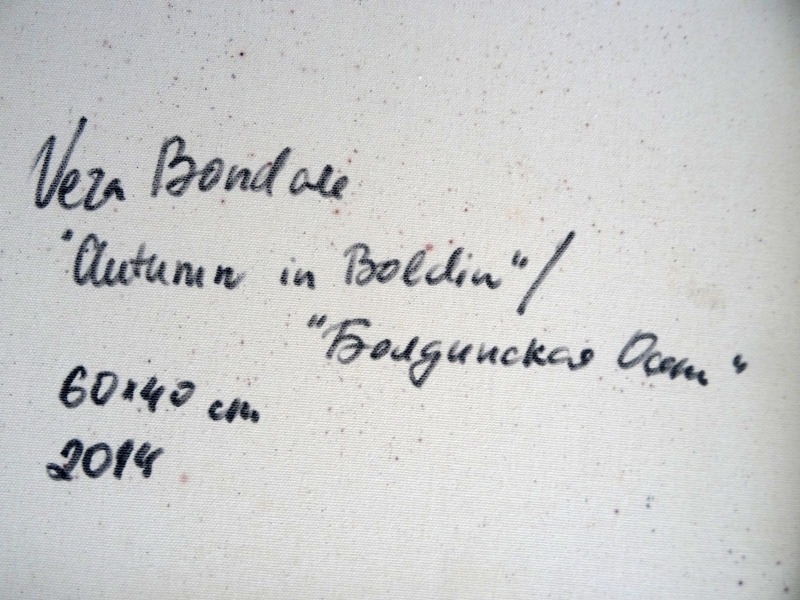 Vera Bondare
"Autumn in Boldin"/
"Болдинская Осень"
60×40 cm
2014